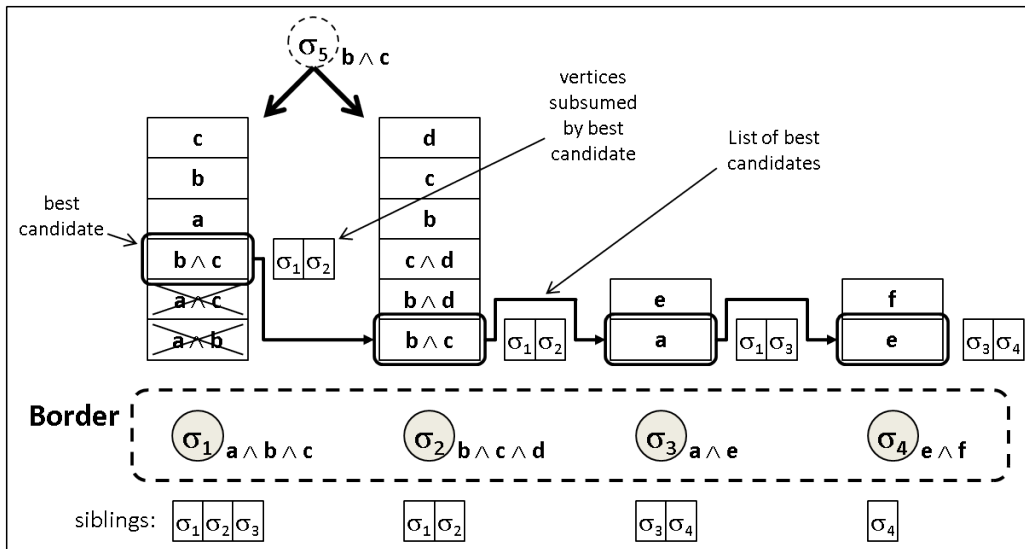 σ5 b ∧ c
vertices
subsumed
by best
candidate
List of best
candidates
best
candidate
c
b
a
b ∧ c
a ∧ c
a ∧ b
σ1 σ2
d
c
b
c ∧ d
b ∧ d
b ∧ c
σ1 σ2
e
a
σ1 σ3
f
e
σ3 σ4
Border
σ1 a ∧ b ∧ c
σ2 b ∧ c ∧ d
σ3 a ∧ e
σ4 e ∧ f
siblings: σ1 σ2 σ3
σ1 σ2
σ3 σ4
σ4